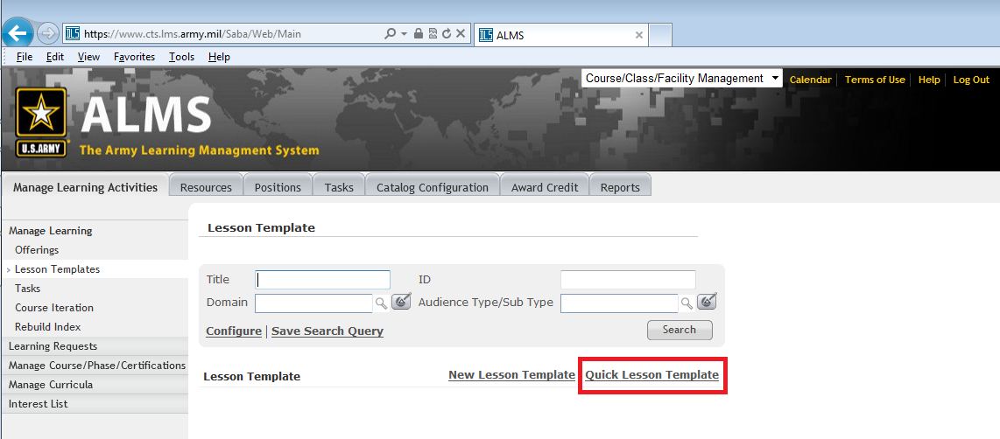 https://www.cts.lms.army.mil/Saba/Web/Main
ALMS
File Edit View Favorites Tools Help
Course/Class/Facility Management Calendar Terms of Use Help Log Out
ALMS
U.S.ARMY
The Army Learning Managment System
Manage Learning Activities Resources Positions Tasks Catalog Configuration Award Credit Reports
Manage Learning
Offerings
Lesson Templates
Tasks
Course Iteration
Rebuild Index
Learning Requests
Manage Course/Phase/Certifications
Manage Curricula
Interest List
Lesson Template
Title ID
Domain Audience Type/Sub Type
Configure | Save Search Query Search
Lesson Template New Lesson Template Quick Lesson Template